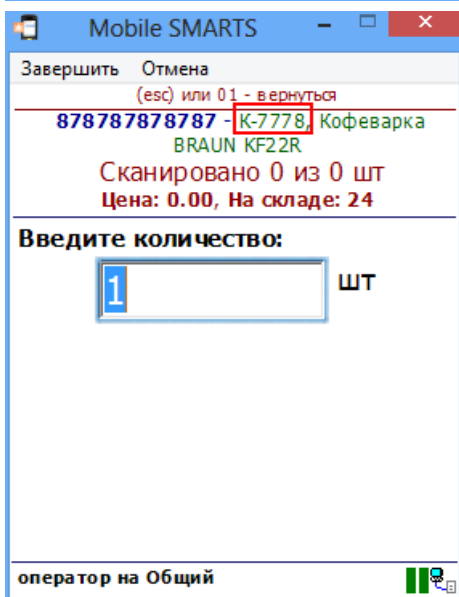 Mobile SMARTS
Завершить Отмена
(esc) или 01 - вернуться
878787878787 - К-7778, Кофеварка
BRAUN KF22R
Сканировано 0 из 0 шт
Цена: 0.00, На складе: 24
Введите количество:
1 шт
оператор на Общий